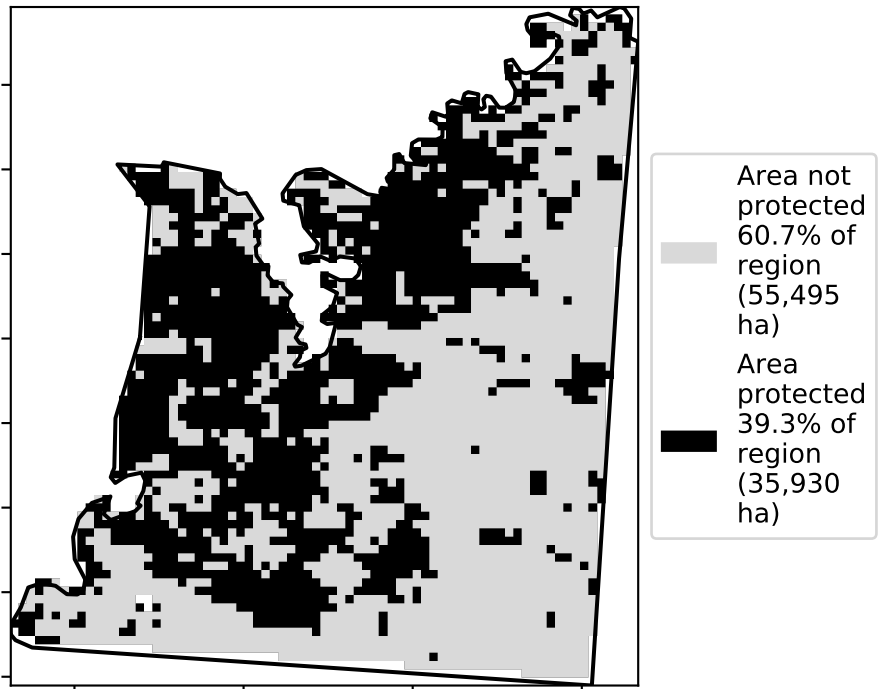 Area not
protected
60.7% of
region
(55,495
ha)
Area
protected
39.3% of
region
(35,930
ha)